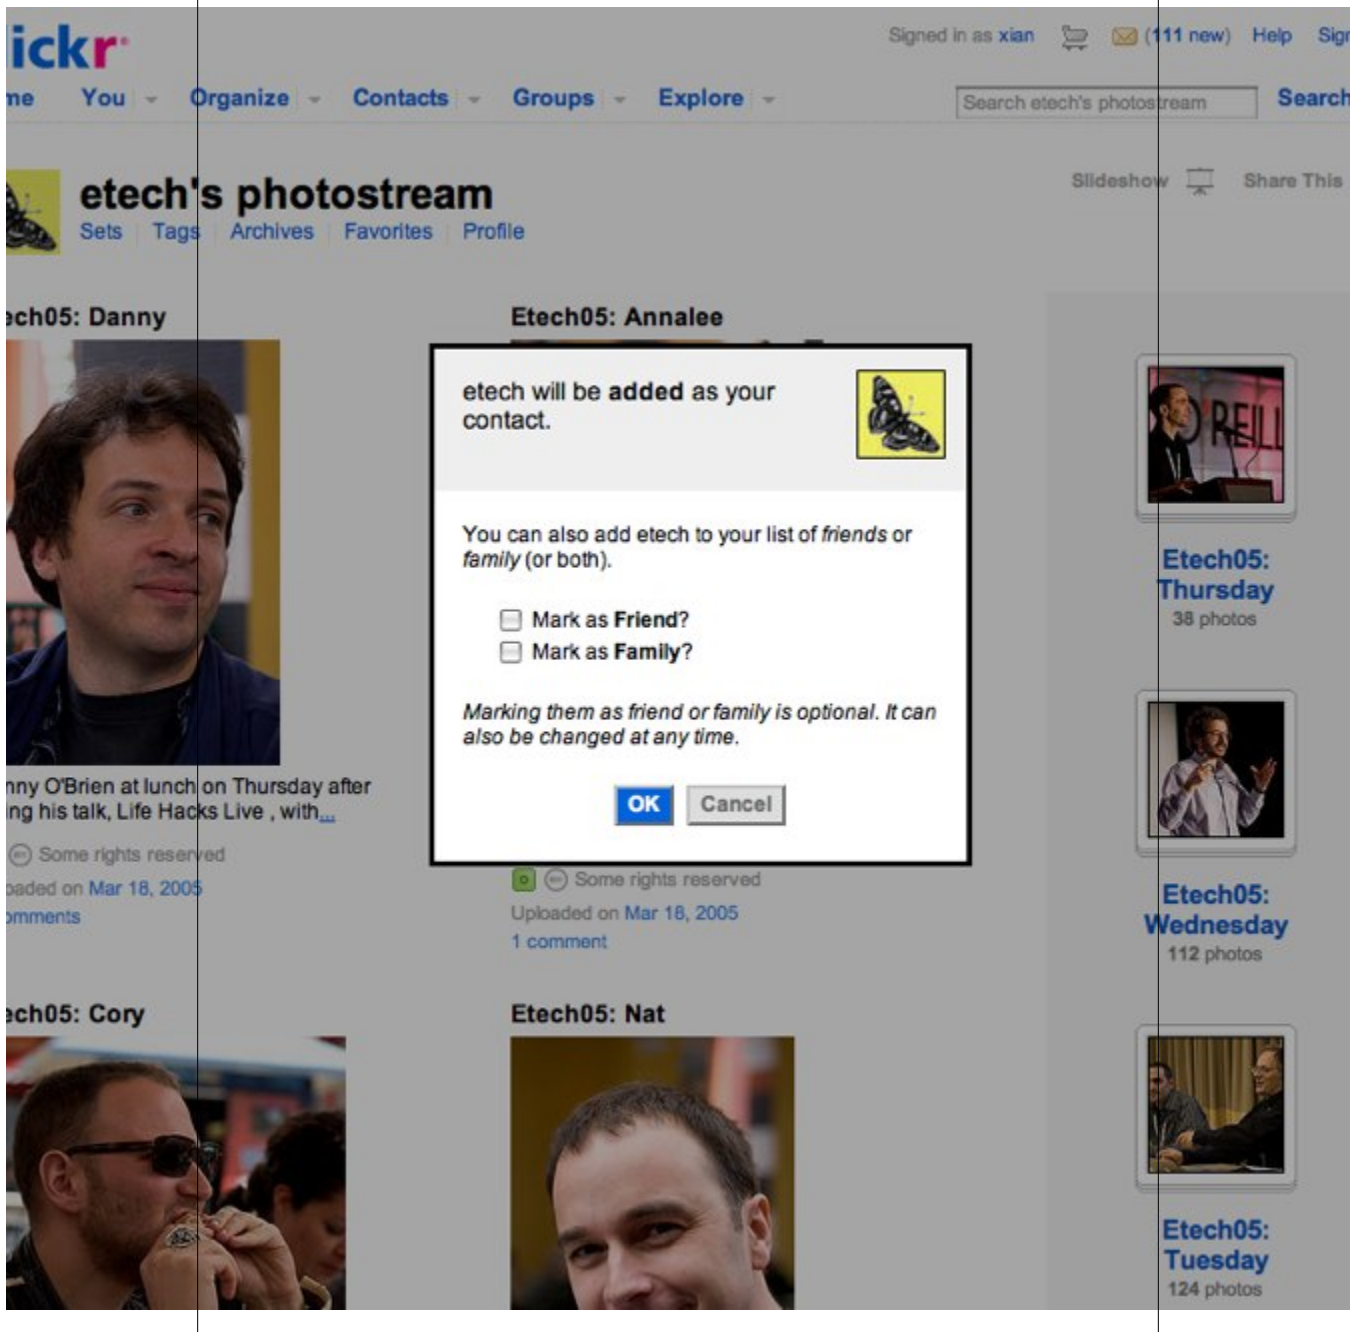 ickr
Signed in as xian (111 new) Help Sign
me You Organize Contacts Groups Explore
Search etech's photostream Search
etech's photostream
Slideshow Share This
Sets Tags Archives Favorites Profile
ech05: Danny
Etech05: Annalee
etech will be added as your
contact.
You can also add etech to your list of friends or
family (or both).
Mark as Friend?
Mark as Family?
Marking them as friend or family is optional. It can
also be changed at any time.
OK Cancel
nny O'Brien at lunch on Thursday after
ng his talk, Life Hacks Live , with...
Some rights reserved
oaded on Mar 18, 2005
omments
Some rights reserved
Uploaded on Mar 18, 2005
1 comment
ech05: Cory
Etech05: Nat
O'REILL
Etech05:
Thursday
38 photos
Etech05:
Wednesday
112 photos
Etech05:
Tuesday
124 photos